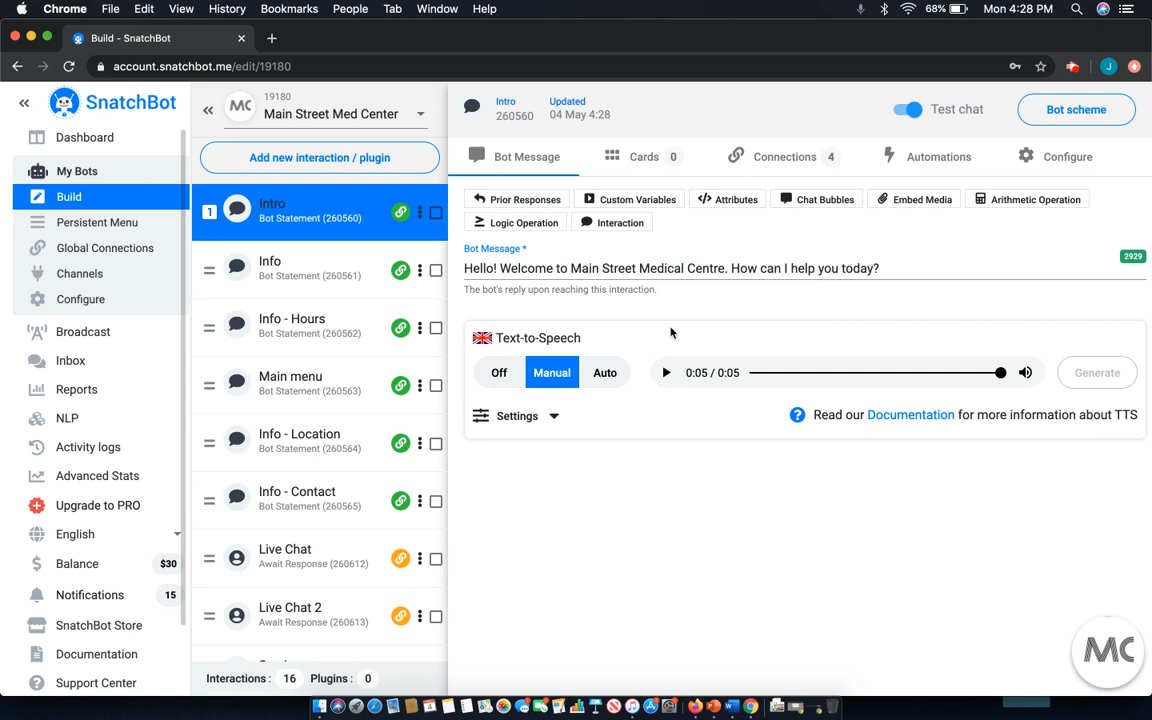 Chrome File Edit View History Bookmarks People Tab Window Help 68% Mon 4:28 PM
Build - SnatchBot
account.snatchbot.me/edit/19180
J
SnatchBot
Dashboard
My Bots
Build
Persistent Menu
Global Connections
Channels
Configure
Broadcast
Inbox
Reports
NLP
Activity logs
Advanced Stats
Upgrade to PRO
English
Balance $30
Notifications 15
SnatchBot Store
Documentation
Support Center
MC
19180
Main Street Med Center
Add new interaction / plugin
1
Intro
Bot Statement (260560)
Info
Bot Statement (260561)
Info - Hours
Bot Statement (260562)
Main menu
Bot Statement (260563)
Info - Location
Bot Statement (260564)
Info - Contact
Bot Statement (260565)
Live Chat
Await Response (260612)
Live Chat 2
Await Response (260613)
Interactions : 16 Plugins : 0
Intro
260560
Updated
04 May 4:28
Test chat
Bot scheme
Bot Message Cards 0 Connections 4 Automations Configure
Prior Responses Custom Variables Attributes Chat Bubbles Embed Media Arithmetic Operation
Logic Operation Interaction
Bot Message *
2929
Hello! Welcome to Main Street Medical Centre. How can I help you today?
The bot's reply upon reaching this interaction.
Text-to-Speech
Off Manual Auto 0:05 / 0:05 Generate
Settings ? Read our Documentation for more information about TTS
MC